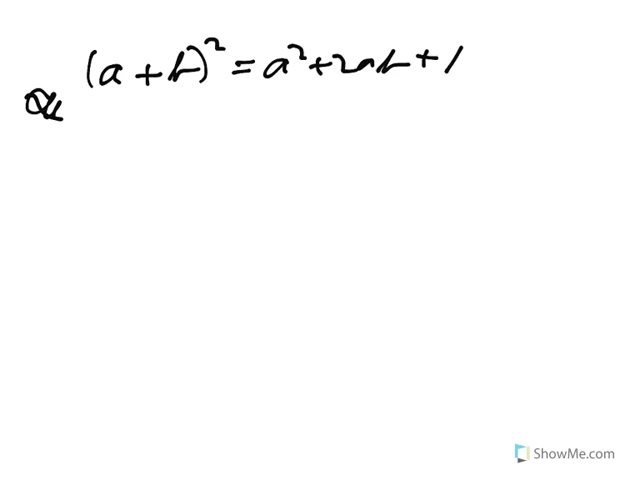 (a + b)² = a² + 2ab + 1
ShowMe.com